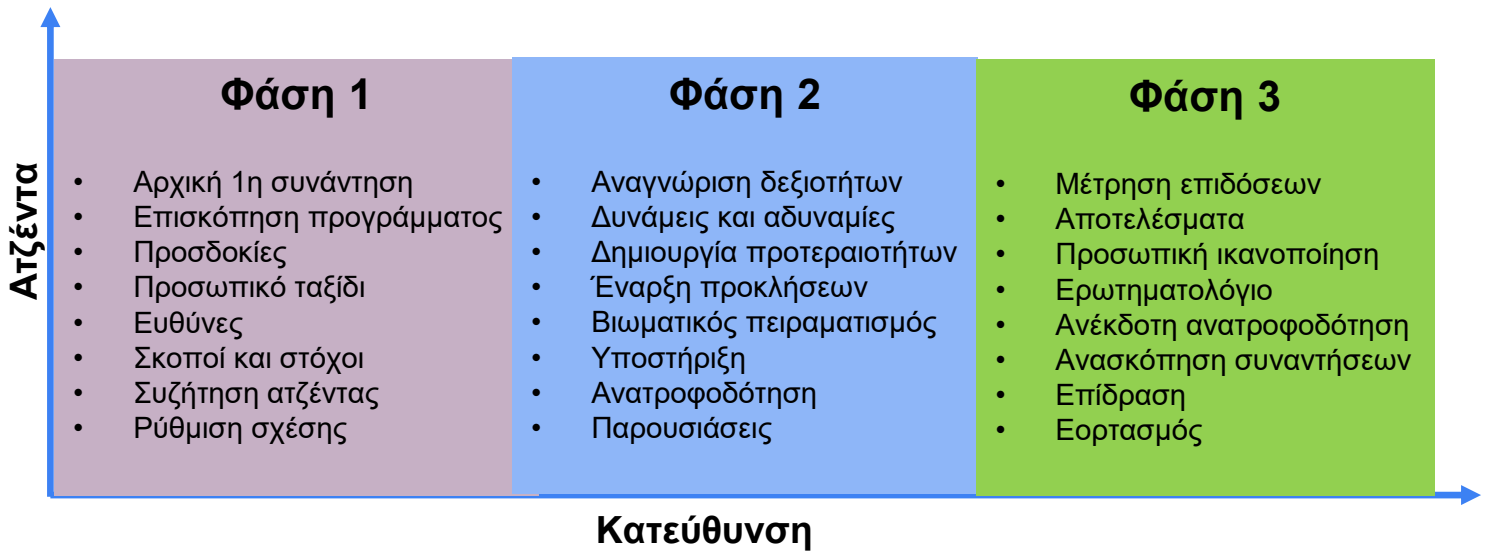 Ατζέντα
Φάση 1
• Αρχική 1η συνάντηση
• Επισκόπηση προγράμματος
• Προσδοκίες
• Προσωπικό ταξίδι
• Ευθύνες
• Σκοποί και στόχοι
• Συζήτηση ατζέντας
• Ρύθμιση σχέσης
Φάση 2
• Αναγνώριση δεξιοτήτων
• Δυνάμεις και αδυναμίες
• Δημιουργία προτεραιοτήτων
• Έναρξη προκλήσεων
• Βιωματικός πειραματισμός
• Υποστήριξη
• Ανατροφοδότηση
• Παρουσιάσεις
Φάση 3
• Μέτρηση επιδόσεων
• Αποτελέσματα
• Προσωπική ικανοποίηση
• Ερωτηματολόγιο
• Ανέκδοτη ανατροφοδότηση
• Ανασκόπηση συναντήσεων
• Επίδραση
• Εορτασμός
Κατεύθυνση